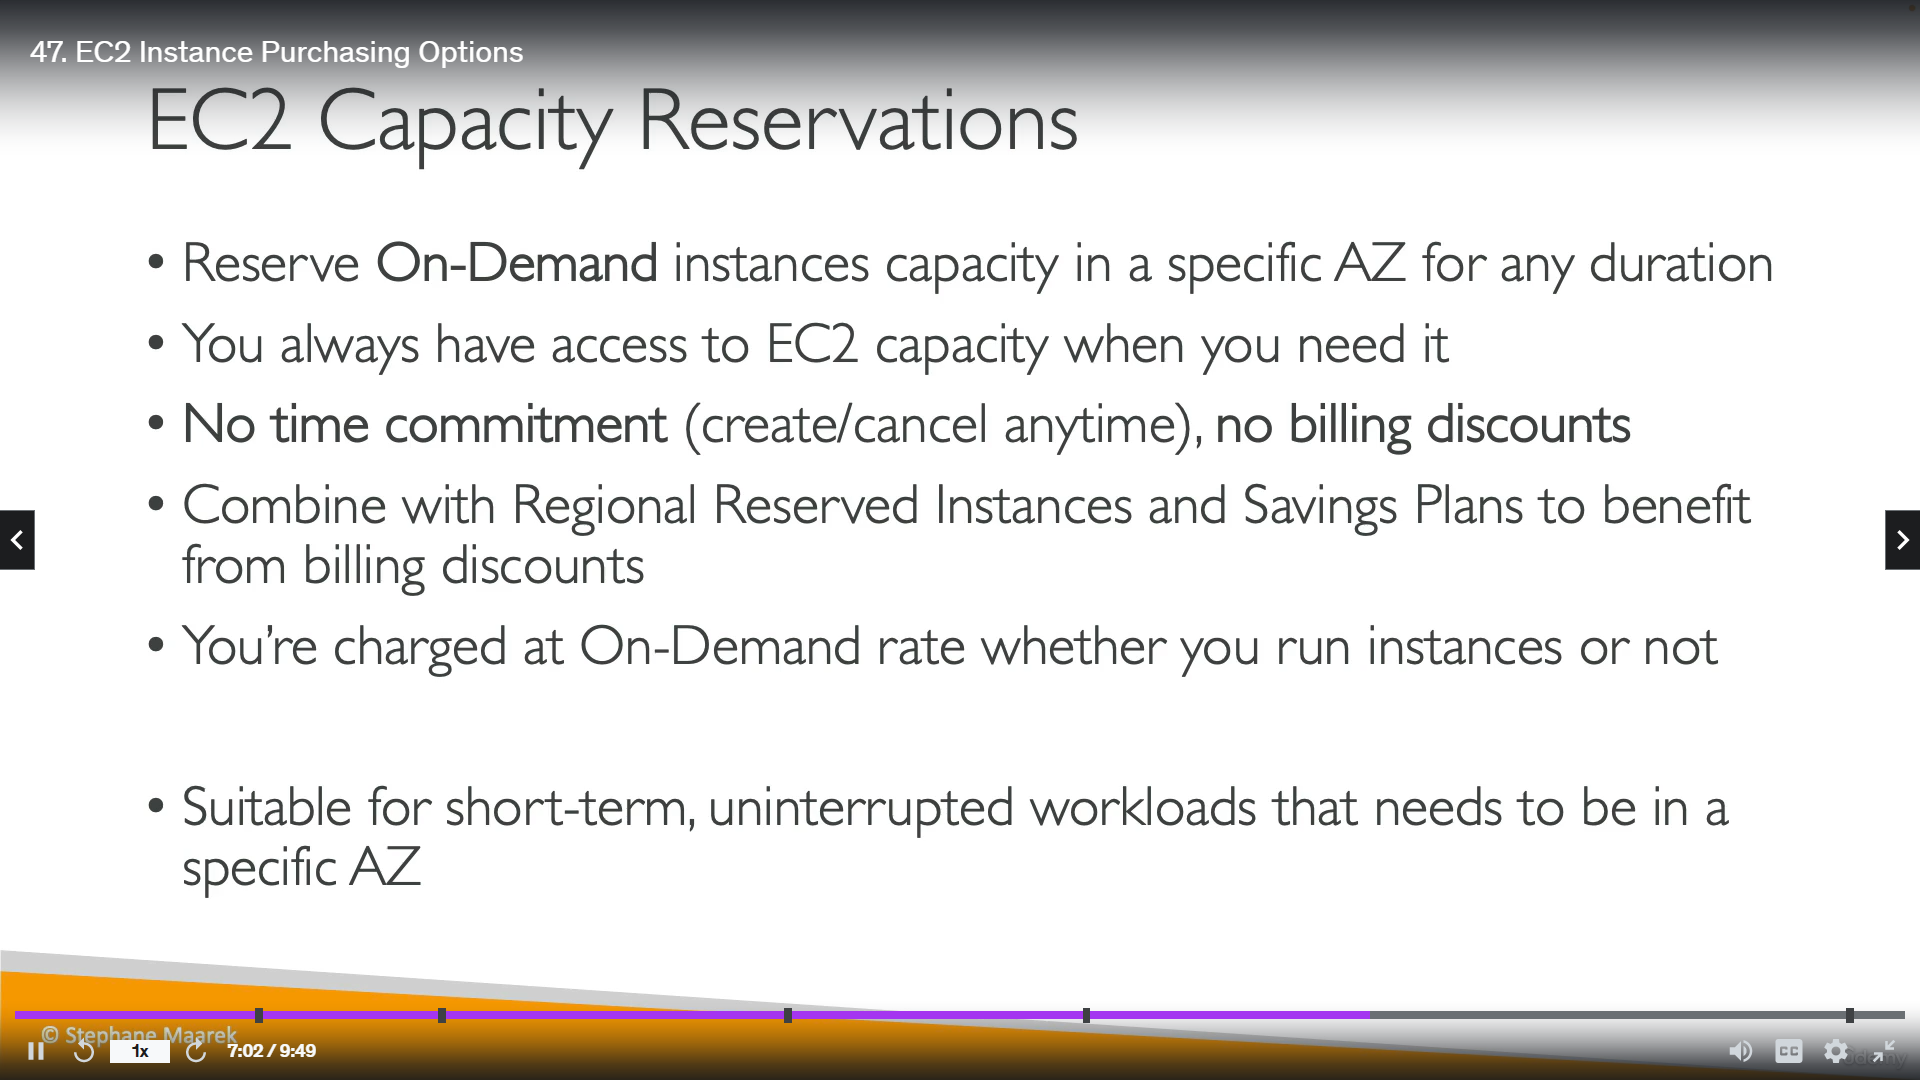 47. EC2 Instance Purchasing Options
EC2 Capacity Reservations
• Reserve On-Demand instances capacity in a specific AZ for any duration
• You always have access to EC2 capacity when you need it
• No time commitment (create/cancel anytime), no billing discounts
• Combine with Regional Reserved Instances and Savings Plans to benefit
from billing discounts
• You’re charged at On-Demand rate whether you run instances or not
• Suitable for short-term, uninterrupted workloads that needs to be in a
specific AZ
© Stephane Maarek
1x
7:02 / 9:49
CC
udemy